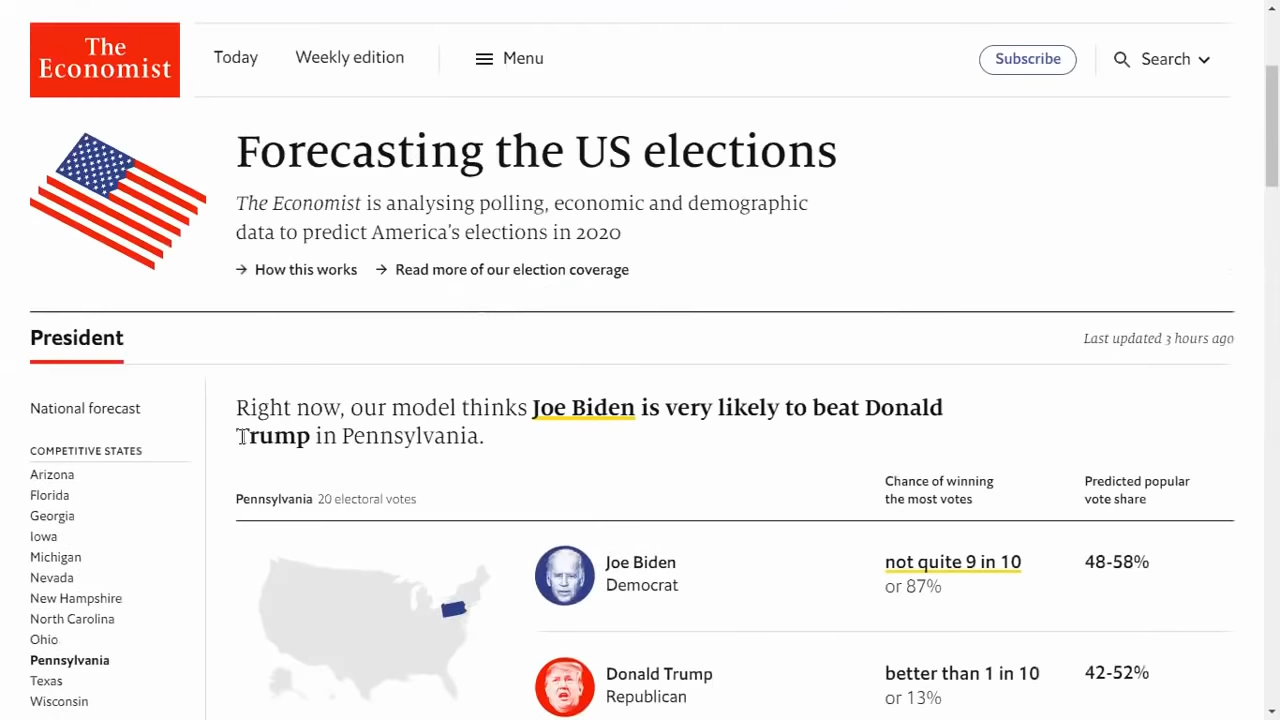 The
Economist
Today
Weekly edition
Menu
Subscribe
Search
Forecasting the US elections
The Economist is analysing polling, economic and demographic
data to predict America's elections in 2020
→ How this works → Read more of our election coverage
President
Last updated 3 hours ago
National forecast
COMPETITIVE STATES
Arizona
Florida
Georgia
Iowa
Michigan
Nevada
New Hampshire
North Carolina
Ohio
Pennsylvania
Texas
Wisconsin
Right now, our model thinks Joe Biden is very likely to beat Donald
Trump in Pennsylvania.
Pennsylvania 20 electoral votes
Chance of winning
the most votes
Predicted popular
vote share
Joe Biden
Democrat
not quite 9 in 10
or 87%
48-58%
Donald Trump
Republican
better than 1 in 10
or 13%
42-52%